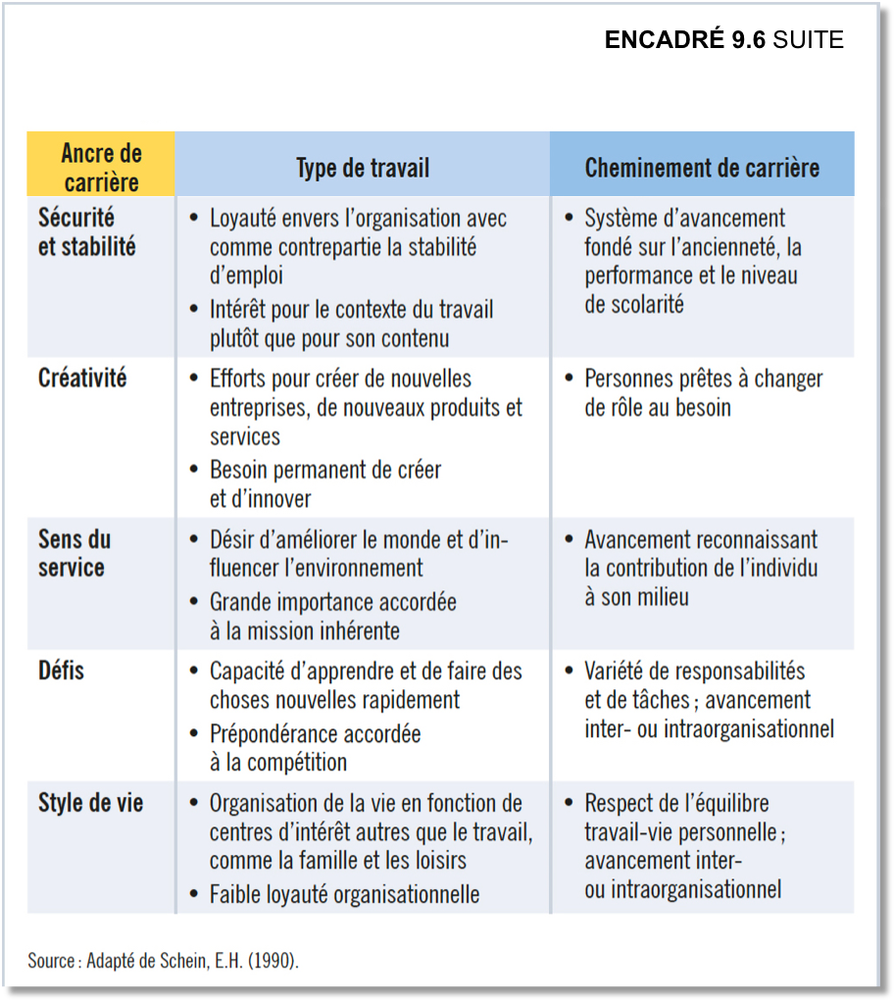 ENCADRÉ 9.6 SUITE
Ancre de
carrière
Type de travail
Cheminement de carrière
Sécurité
et stabilité
• Loyauté envers l’organisation avec
comme contrepartie la stabilité
d’emploi
• Intérêt pour le contexte du travail
plutôt que pour son contenu
• Système d’avancement
fondé sur l’ancienneté, la
performance et le niveau
de scolarité
Créativité
• Efforts pour créer de nouvelles
entreprises, de nouveaux produits et
services
• Besoin permanent de créer
et d’innover
• Personnes prêtes à changer
de rôle au besoin
Sens du
service
• Désir d’améliorer le monde et d’in-
fluencer l’environnement
• Grande importance accordée
à la mission inhérente
• Avancement reconnaissant
la contribution de l’individu
à son milieu
Défis
• Capacité d’apprendre et de faire des
choses nouvelles rapidement
• Prépondérance accordée
à la compétition
• Variété de responsabilités
et de tâches ; avancement
inter- ou intraorganisationnel
Style de vie
• Organisation de la vie en fonction de
centres d’intérêt autres que le travail,
comme la famille et les loisirs
• Faible loyauté organisationnelle
• Respect de l’équilibre
travail-vie personnelle ;
avancement inter-
ou intraorganisationnel
Source : Adapté de Schein, E.H. (1990).